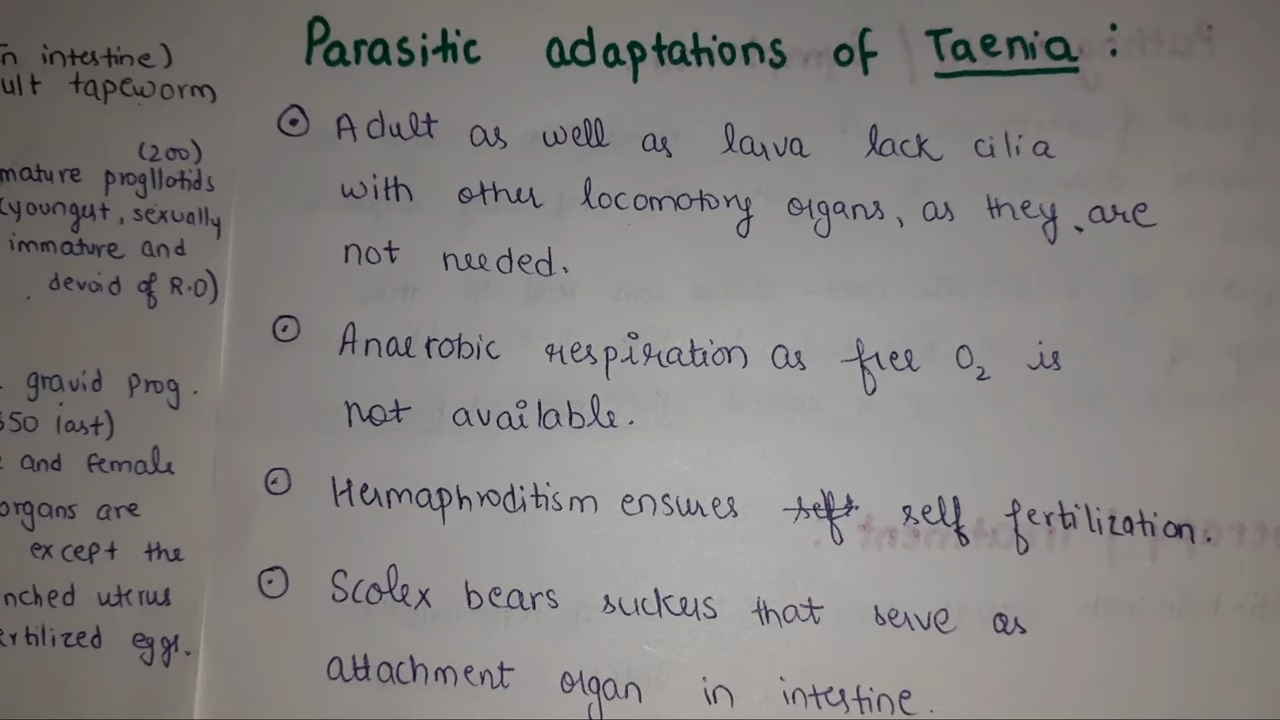 n intestine)
ult tapeworm
(200)
mature progllotids
(youngest, sexually
immature and
devoid of R.O)
gravid prog.
50 last)
and female
organs are
except the
nched uterus
ertilized eggs.
Parasitic adaptations of Taenia :
Adult as well as larva lack cilia
with other locomotory organs, as they are
not needed.
Anaerobic respiration as free O₂ is
not available.
Hermaphroditism ensures self self fertilization.
Scolex bears suckers that serve as
attachment organ in intestine.